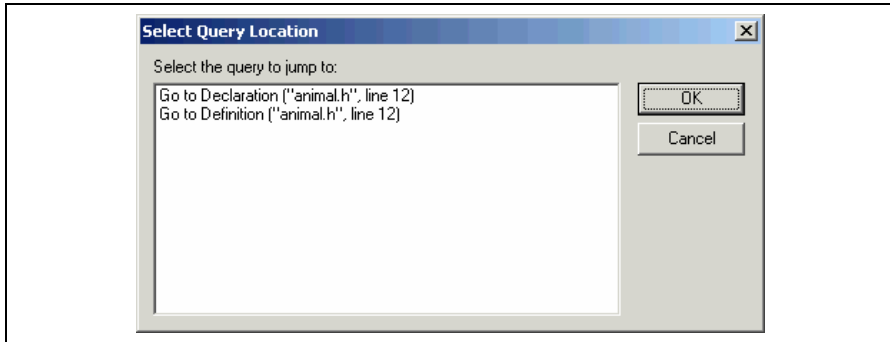 Select Query Location
Select the query to jump to:
Go to Declaration ("animal.h", line 12)
Go to Definition ("animal.h", line 12)
OK
Cancel